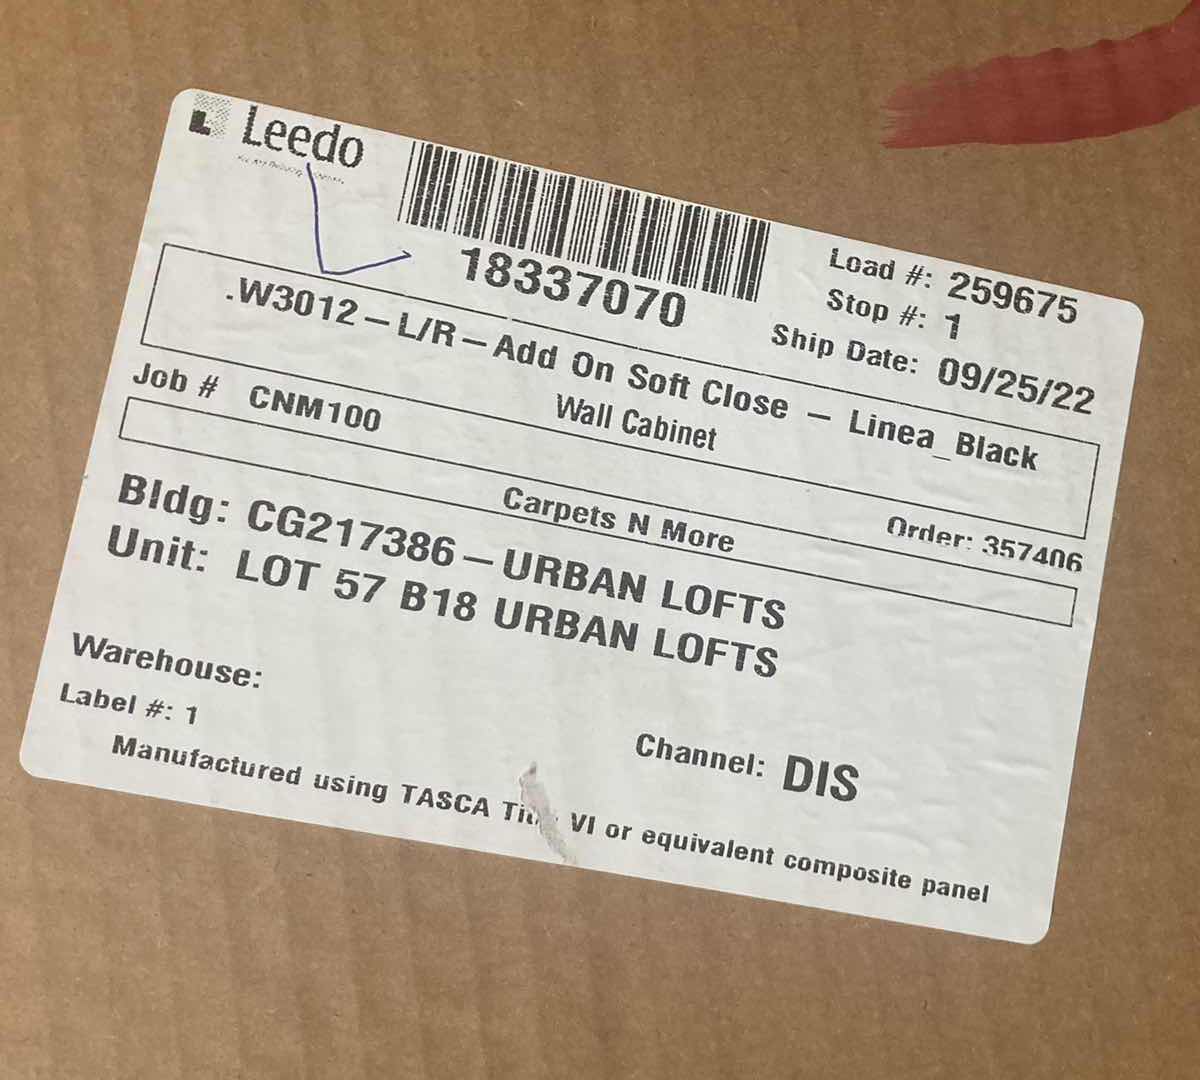 Leedo
18337070
Load #: 259675
Stop #: 1
Ship Date: 09/25/22
.W3012-L/R-Add On Soft Close - Linea_Black
Wall Cabinet
Job # CNM100
Carpets N More
Order: 357406
Bldg: CG217386-URBAN LOFTS
Unit: LOT 57 B18 URBAN LOFTS
Warehouse:
Label #: 1
Channel: DIS
Manufactured using TASCA VI or equivalent composite panel